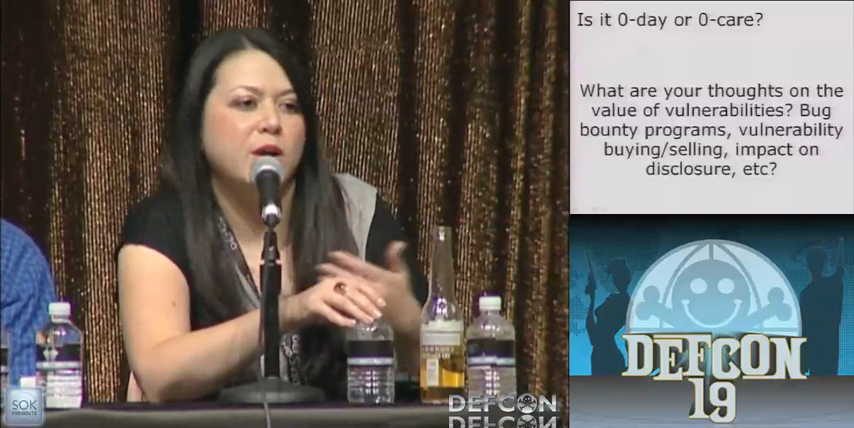 Is it 0-day or 0-care?
What are your thoughts on the
value of vulnerabilities? Bug
bounty programs, vulnerability
buying/selling, impact on
disclosure, etc?
DEFCON
19
SOK
DEFCON